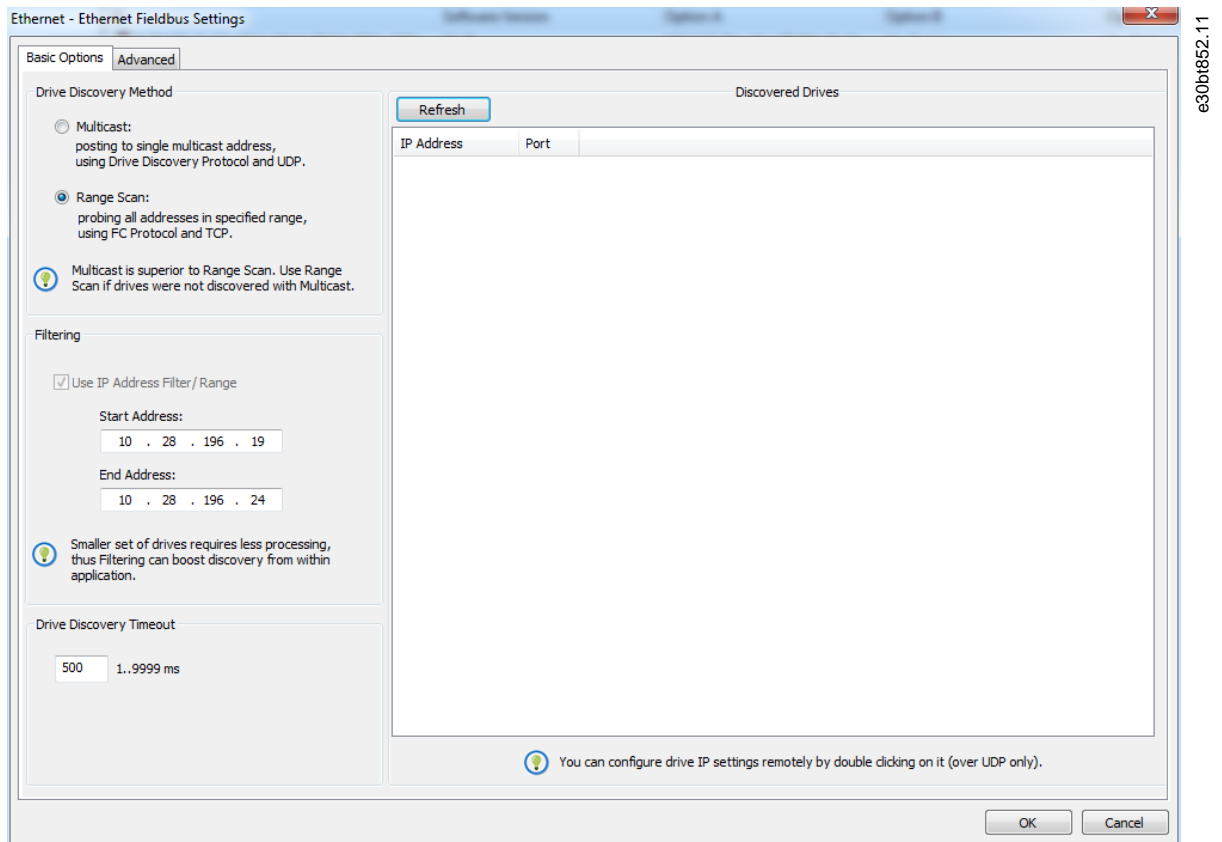 Ethernet - Ethernet Fieldbus Settings
Software Version
Option A
Option B
e30bt852.11
Basic Options
Advanced
Drive Discovery Method
Multicast:
posting to single multicast address,
using Drive Discovery Protocol and UDP.
Range Scan:
probing all addresses in specified range,
using FC Protocol and TCP.
Multicast is superior to Range Scan. Use Range
Scan if drives were not discovered with Multicast.
Filtering
Use IP Address Filter/ Range
Start Address:
10 . 28 . 196 . 19
End Address:
10 . 28 . 196 . 24
Smaller set of drives requires less processing,
thus Filtering can boost discovery from within
application.
Drive Discovery Timeout
500 1..9999 ms
Discovered Drives
Refresh
IP Address Port
You can configure drive IP settings remotely by double clicking on it (over UDP only).
OK Cancel